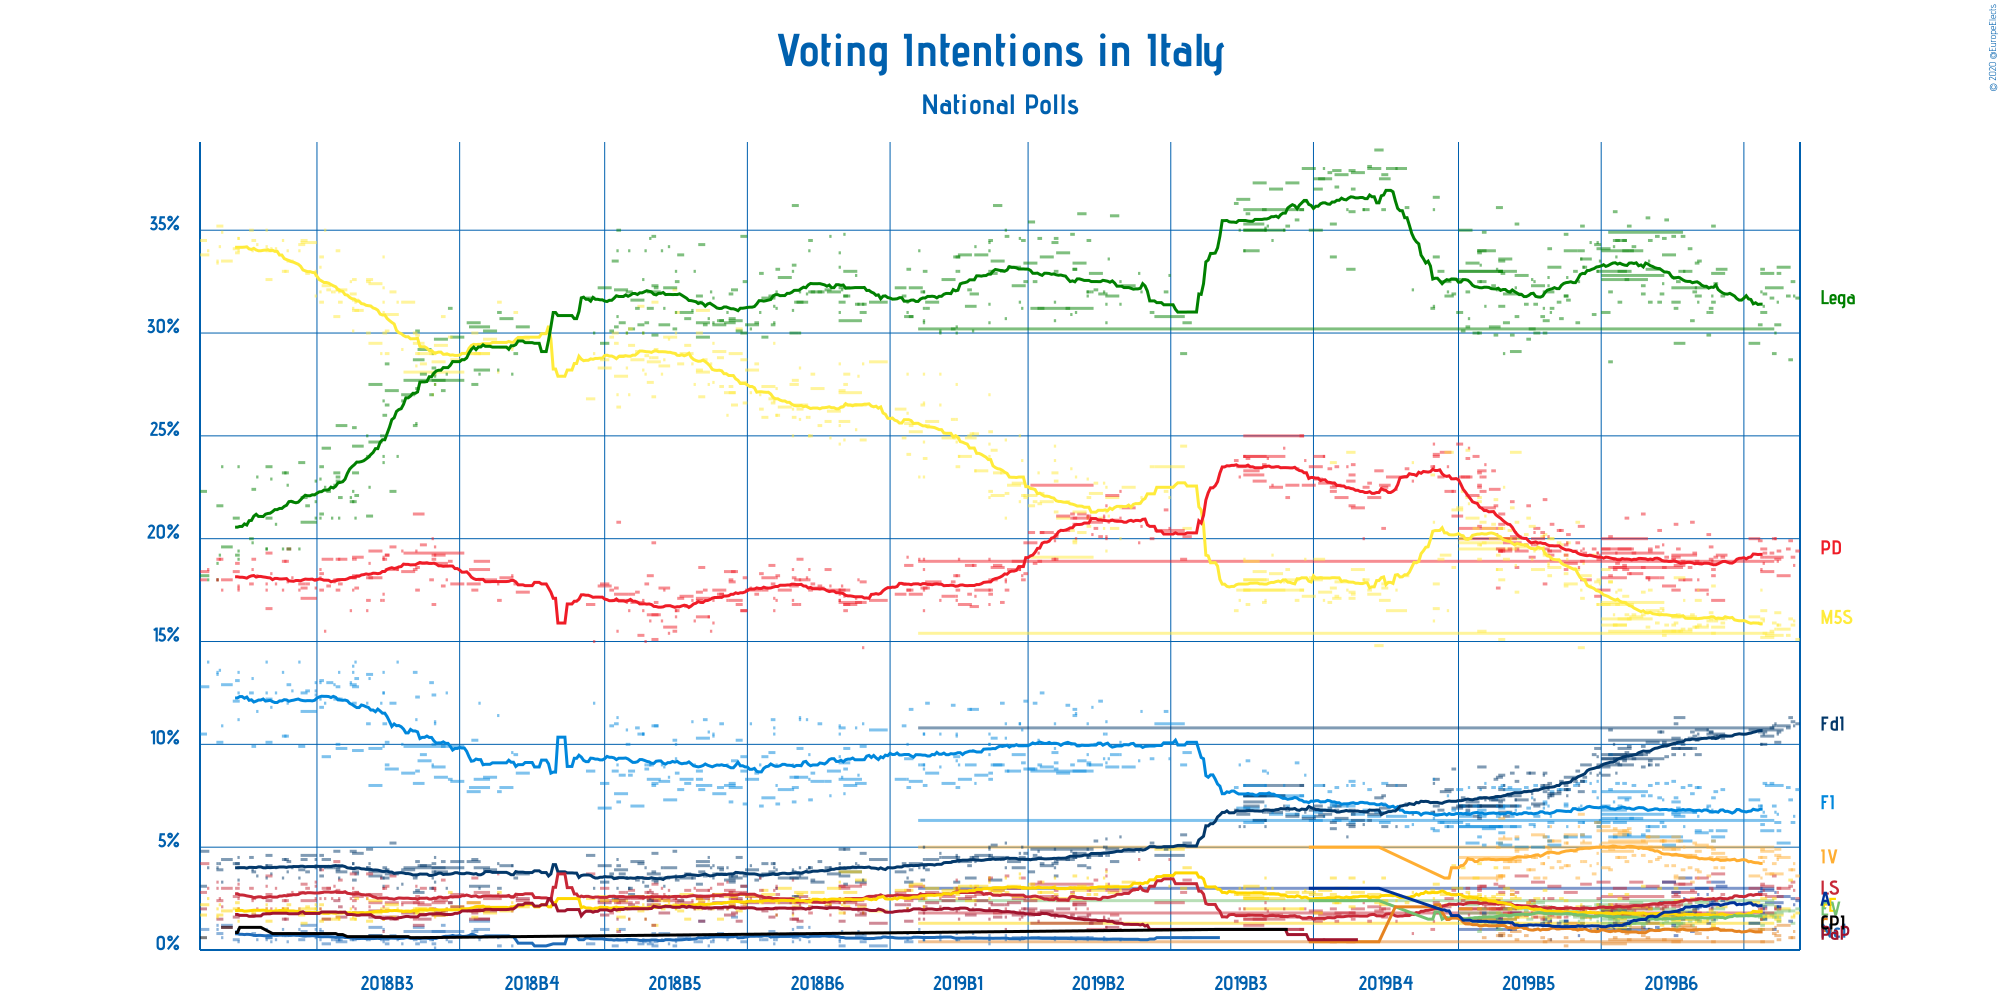 Voting Intentions in Italy
National Polls
© 2020 @EuropeElects
35%
30%
25%
20%
15%
10%
5%
0%
Lega
PD
M5S
FdI
FI
IV
LS
A
2018B3
2018B4
2018B5
2018B6
2019B1
2019B2
2019B3
2019B4
2019B5
2019B6